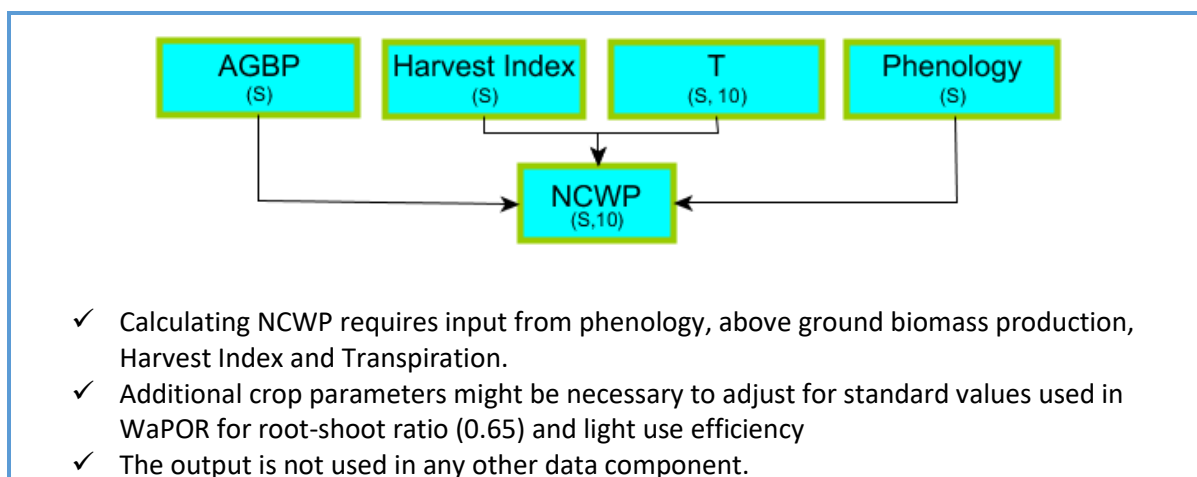 AGBP
(S)
Harvest Index
(S)
T
(S, 10)
Phenology
(S)
NCWP
(S,10)
✓ Calculating NCWP requires input from phenology, above ground biomass production,
Harvest Index and Transpiration.
✓ Additional crop parameters might be necessary to adjust for standard values used in
WaPOR for root-shoot ratio (0.65) and light use efficiency
✓ The output is not used in any other data component.